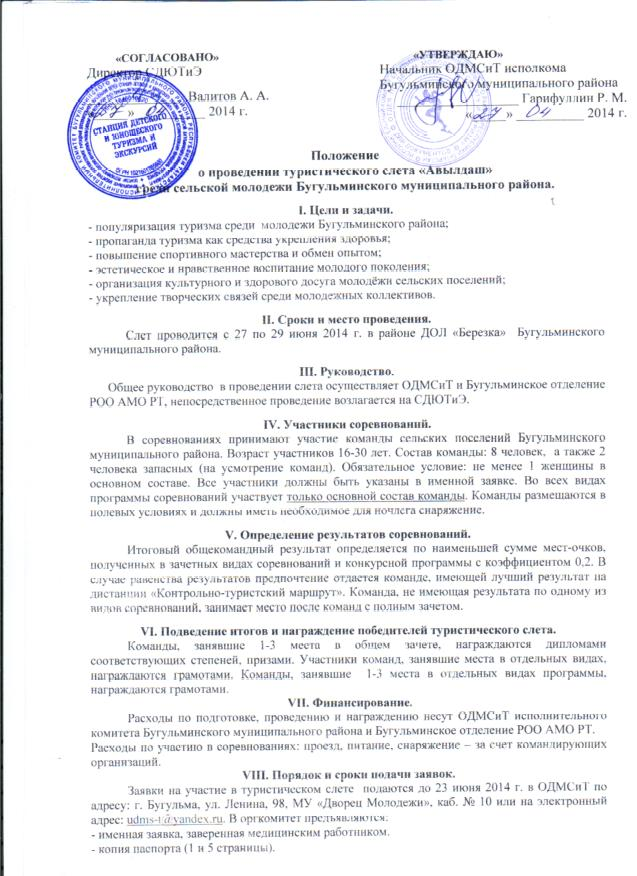 «СОГЛАСОВАНО»
Директор СДЮТиЭ
Валитов А. А.
«27» 04 2014 г.
«УТВЕРЖДАЮ»
Начальник ОДМСиТ исполкома
Бугульминского муниципального района
Гарифуллин Р. М.
«27» 04 2014 г.
СТАНЦИЯ ДЕТСКОГО
И ЮНОШЕСКОГО
ТУРИЗМА И
ЭКСКУРСИЙ
Положение
о проведении туристического слета «Авылдаш»
среди сельской молодежи Бугульминского муниципального района.
I. Цели и задачи.
- популяризация туризма среди молодежи Бугульминского района;
- пропаганда туризма как средства укрепления здоровья;
- повышение спортивного мастерства и обмен опытом;
- эстетическое и нравственное воспитание молодого поколения;
- организация культурного и здорового досуга молодёжи сельских поселений;
- укрепление творческих связей среди молодежных коллективов.
II. Сроки и место проведения.
Слет проводится с 27 по 29 июня 2014 г. в районе ДОЛ «Березка» Бугульминского
муниципального района.
III. Руководство.
Общее руководство в проведении слета осуществляет ОДМСиТ и Бугульминское отделение
РОО АМО РТ, непосредственное проведение возлагается на СДЮТиЭ.
IV. Участники соревнований.
В соревнованиях принимают участие команды сельских поселений Бугульминского
муниципального района. Возраст участников 16-30 лет. Состав команды: 8 человек, а также 2
человека запасных (на усмотрение команд). Обязательное условие: не менее 1 женщины в
основном составе. Все участники должны быть указаны в именной заявке. Во всех видах
программы соревнований участвует только основной состав команды. Команды размещаются в
полевых условиях и должны иметь необходимое для ночлега снаряжение.
V. Определение результатов соревнований.
Итоговый общекомандный результат определяется по наименьшей сумме мест-очков,
полученных в зачетных видах соревнований и конкурсной программы с коэффициентом 0,2. В
случае равенства результатов предпочтение отдается команде, имеющей лучший результат на
дистанции «Контрольно-туристский маршрут». Команда, не имеющая результата по одному из
видов соревнований, занимает место после команд с полным зачетом.
VI. Подведение итогов и награждение победителей туристического слета.
Команды, занявшие 1-3 места в общем зачете, награждаются дипломами
соответствующих степеней, призами. Участники команд, занявшие места в отдельных видах,
награждаются грамотами. Команды, занявшие 1-3 места в отдельных видах программы,
награждаются грамотами.
VII. Финансирование.
Расходы по подготовке, проведению и награждению несут ОДМСиТ исполнительного
комитета Бугульминского муниципального района и Бугульминское отделение РОО АМО РТ.
Расходы по участию в соревнованиях: проезд, питание, снаряжение – за счет командирующих
организаций.
VIII. Порядок и сроки подачи заявок.
Заявки на участие в туристическом слете подаются до 23 июня 2014 г. в ОДМСиТ по
адресу: г. Бугульма, ул. Ленина, 98, МУ «Дворец Молодежи», каб. № 10 или на электронный
адрес: udms-t@yandex.ru. В оргкомитет предъявляются:
- именная заявка, заверенная медицинским работником.
- копия паспорта (1 и 5 страницы).